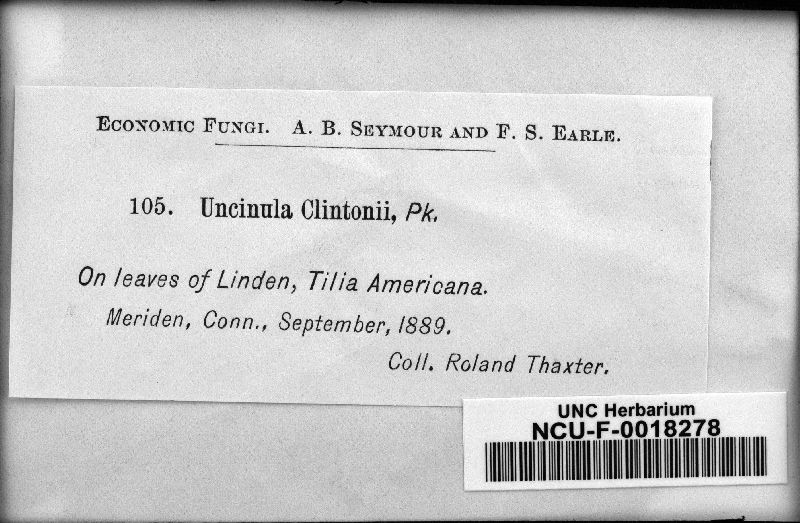 Economic Fungi. A. B. Seymour and F. S. Earle.
105. Uncinula Clintonii, Pk.
On leaves of Linden, Tilia Americana.
Meriden, Conn., September, 1889.
Coll. Roland Thaxter.
UNC Herbarium
NCU-F-0018278